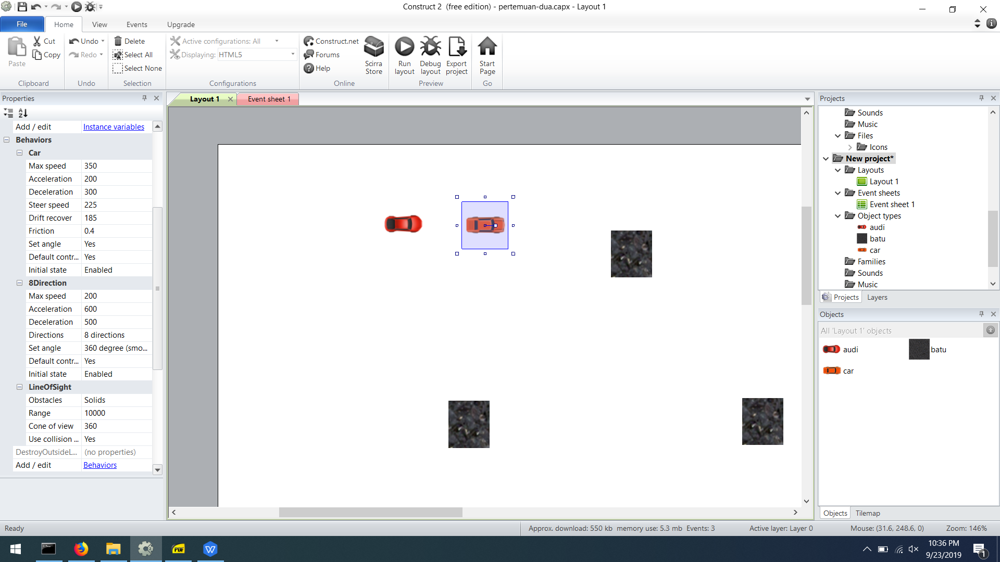 Construct 2  (free edition) - pertemuan-dua.capx - Layout 1
File Home View Events Upgrade
Paste
Cut
Copy
Clipboard
Undo
Redo
Undo
Delete
Select All
Select None
Selection
Active configurations: All
Displaying: HTML5
Configurations
Construct.net
Forums
Help
Scirra
Store
Online
Run
layout
Debug
layout
Export
project
Preview
Start
Page
Go
Properties
Add / edit Instance variables
Behaviors
Car
Max speed 350
Acceleration 200
Deceleration 300
Steer speed 225
Drift recover 185
Friction 0.4
Set angle Yes
Default contr... Yes
Initial state Enabled
8Direction
Max speed 200
Acceleration 600
Deceleration 500
Directions 8 directions
Set angle 360 degree (smo...
Default contr... Yes
Initial state Enabled
LineOfSight
Obstacles Solids
Range 10000
Cone of view 360
Use collision ... Yes
DestroyOutsideL... (no properties)
Add / edit Behaviors
Layout 1
Event sheet 1
Projects
Sounds
Music
Files
Icons
New project*
Layouts
Layout 1
Event sheets
Event sheet 1
Object types
audi
batu
car
Families
Sounds
Music
Projects Layers
Objects
All 'Layout 1' objects
audi batu
car
Objects Tilemap
Ready
Approx. download: 550 kb  memory use: 5.3 mb  Events: 3
Active layer: Layer 0
Mouse: (31.6, 248.6, 0)
Zoom: 146%
PDF
W
10:36 PM
9/23/2019
1